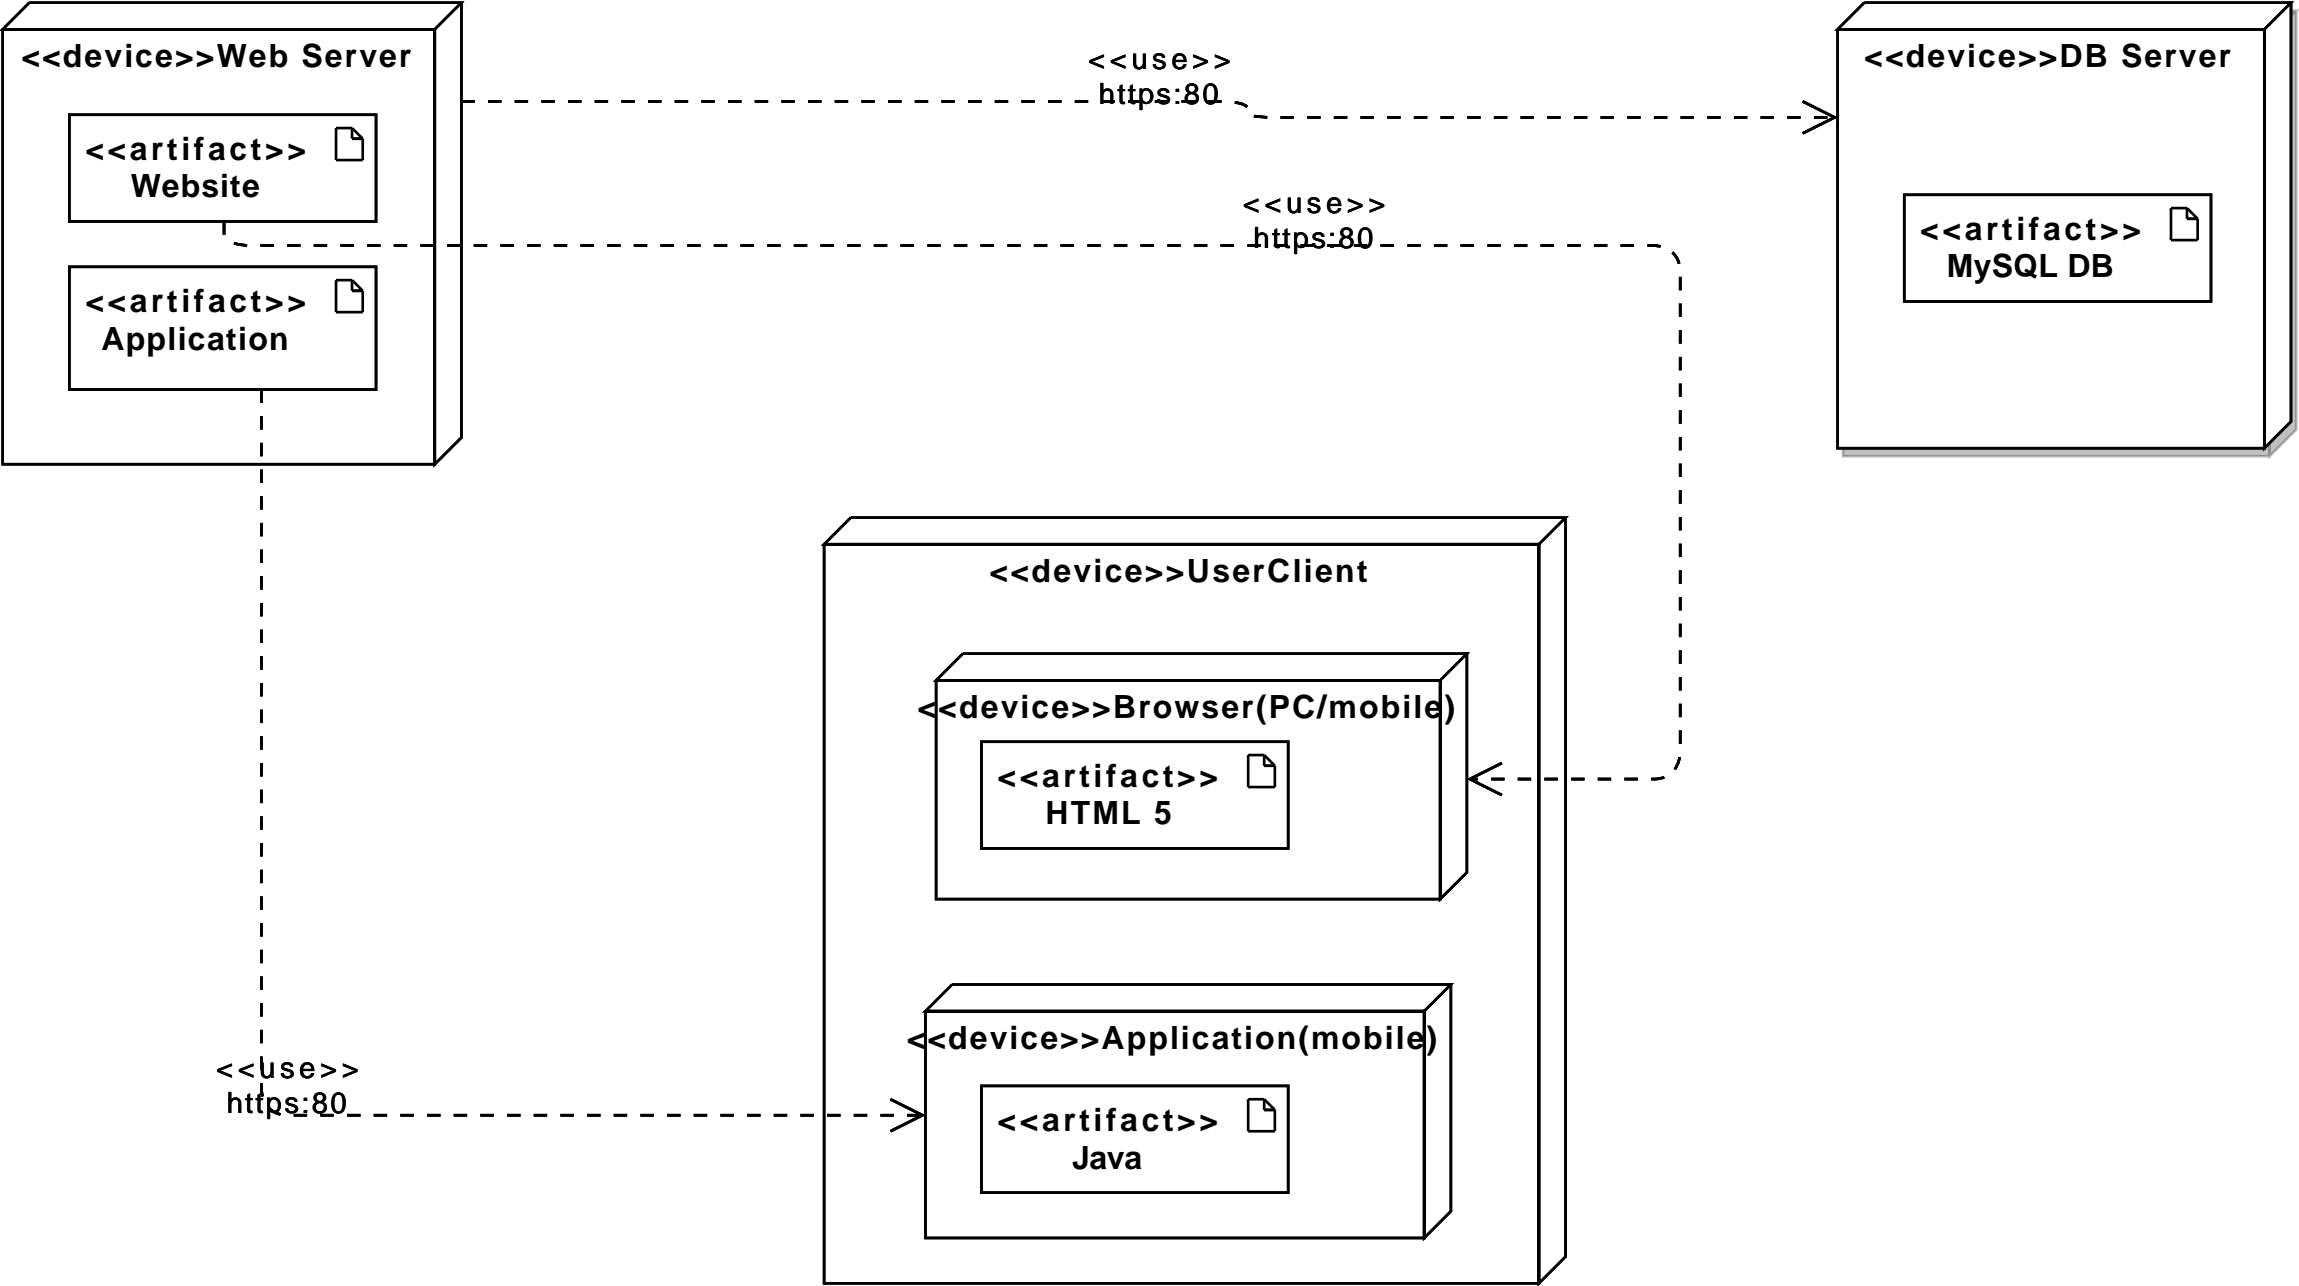 <<device>>Web Server
<<artifact>>
Website
<<artifact>>
Application
<<use>>
https:80
<<device>>DB Server
<<artifact>>
MySQL DB
<<use>>
https:80
<<device>>UserClient
<<device>>Browser(PC/mobile)
<<artifact>>
HTML 5
<<device>>Application(mobile)
<<artifact>>
Java
<<use>>
https:80